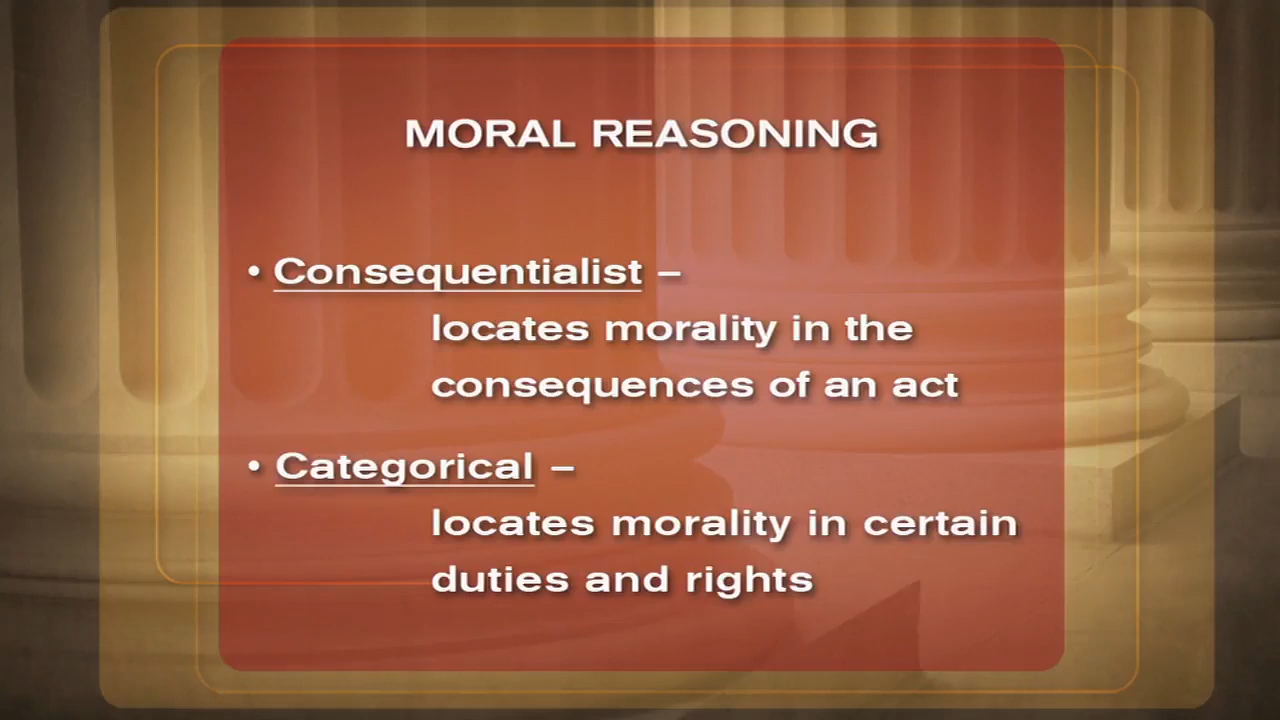 MORAL REASONING
• Consequentialist –
locates morality in the
consequences of an act
• Categorical –
locates morality in certain
duties and rights